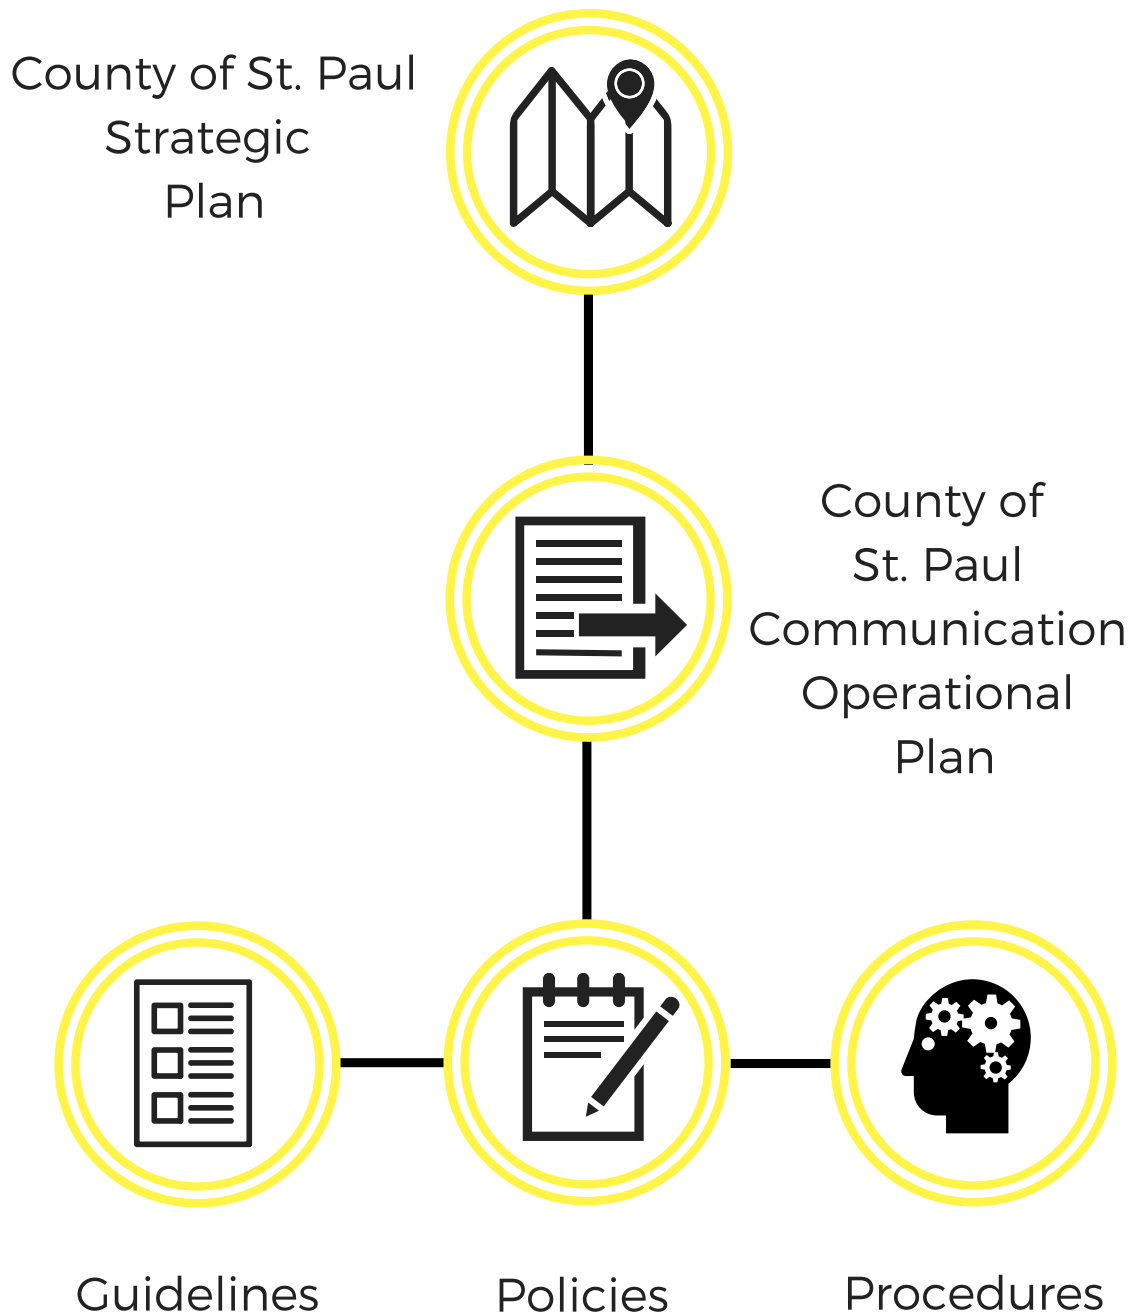 County of St. Paul
Strategic
Plan
County of
St. Paul
Communication
Operational
Plan
Guidelines
Policies
Procedures